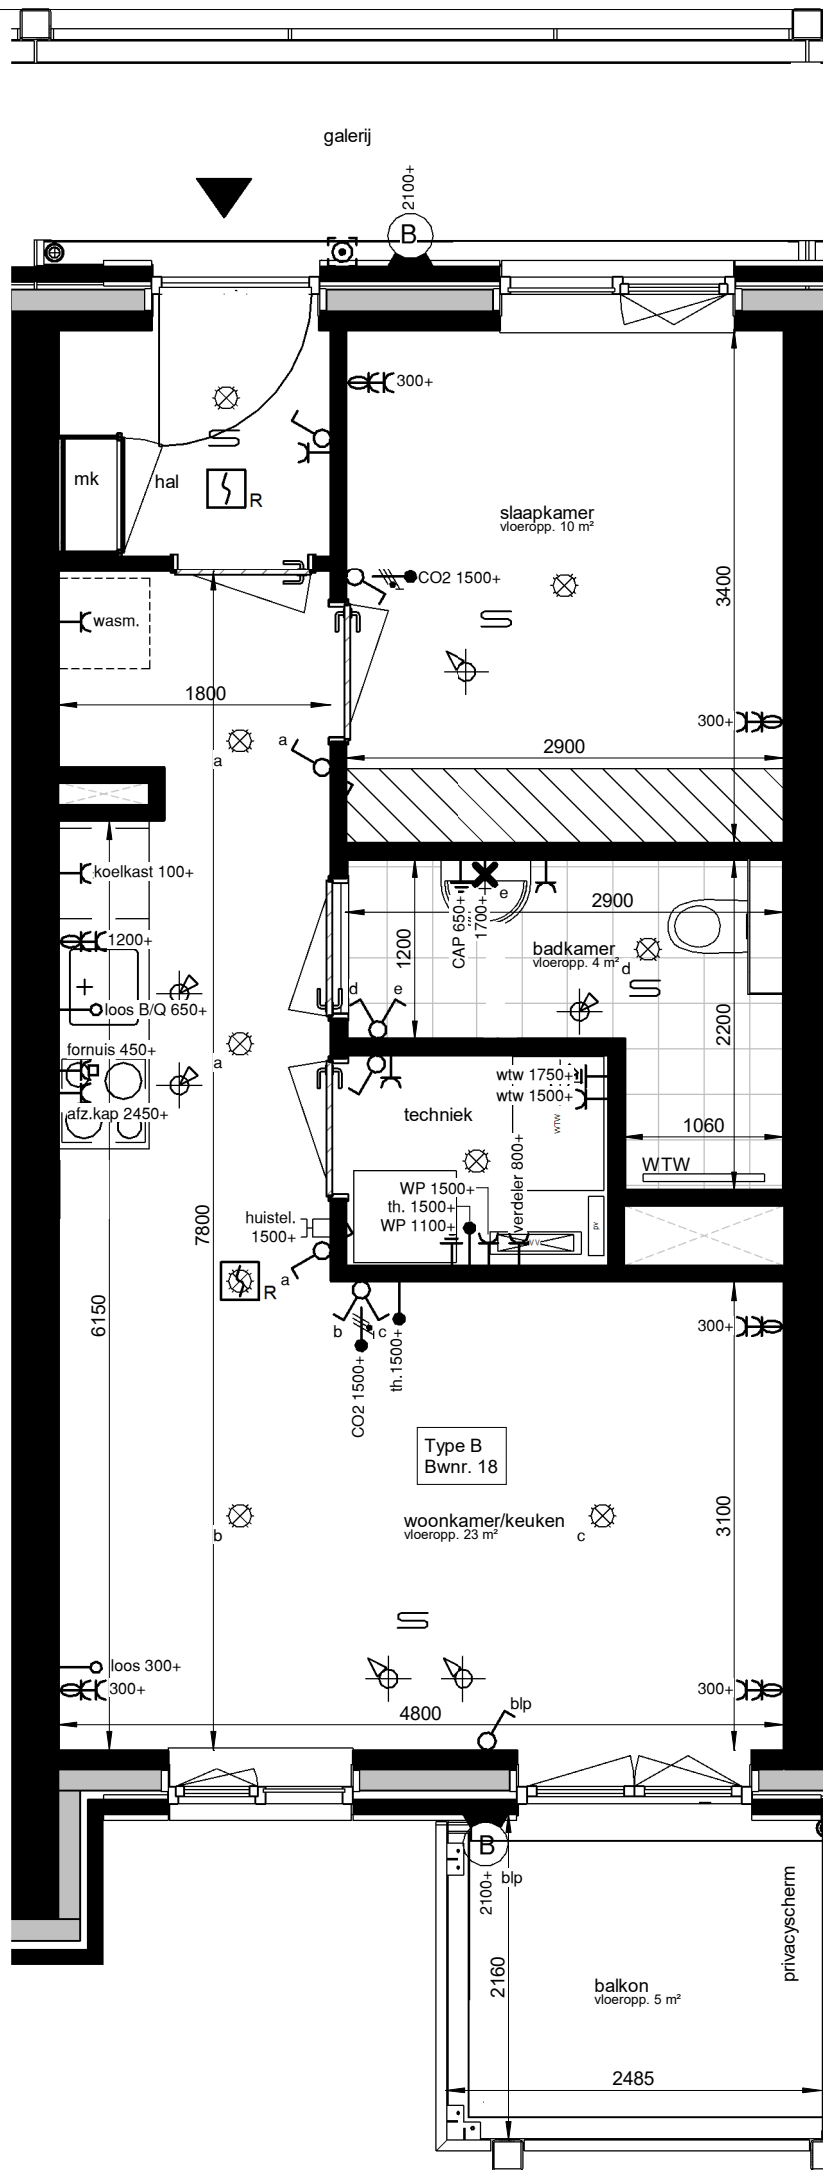 galerij
2100+
B
300+
mk
hal
R
slaapkamer
vloeropp. 10 m²
CO2 1500+
3400
wasm.
1800
300+
a
a
2900
koelkast 100+
CAP 650+
1700+
e
2900
1200+
1200
badkamer
vloeropp. 4 m²
d
d
e
loos B/Q 650+
2200
fornuis 450+
a
wtw 1750+
wtw 1500+
WTW
afz.kap 2450+
techniek
verdeler 800+
1060
WTW
WP 1500+
th. 1500+
WP 1100+
huistel.
1500+
pv
VV
7800
R
a
6150
b
c
CO2 1500+
th.1500+
300+
Type B
Bwnr. 18
woonkamer/keuken
vloeropp. 23 m²
b
c
3100
loos 300+
300+
300+
4800
blp
B
2100+
blp
privacyscherm
2160
balkon
vloeropp. 5 m²
2485